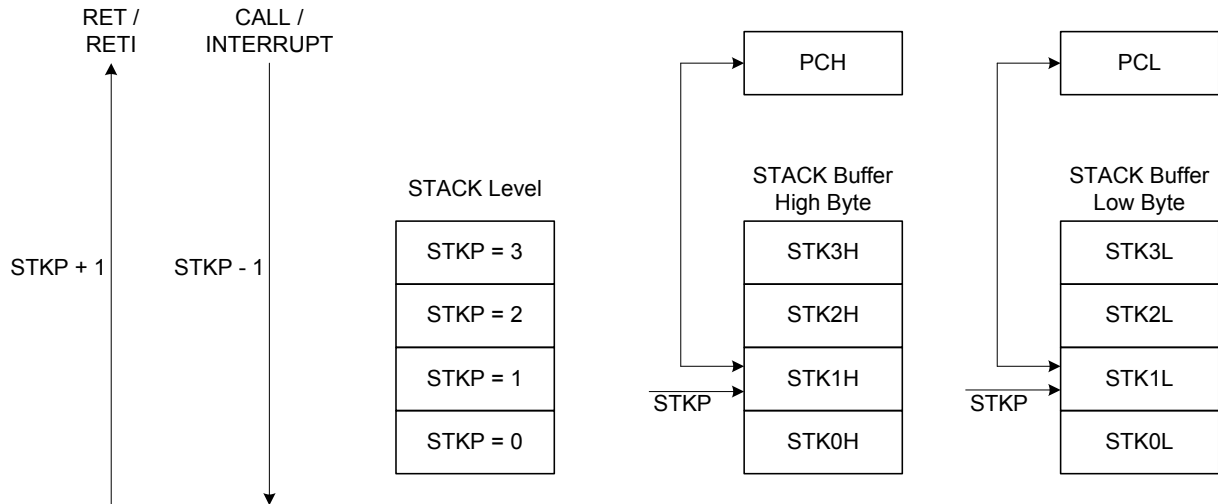 RET /
RETI
CALL /
INTERRUPT
PCH
PCL
STACK Level
STACK Buffer
High Byte
STACK Buffer
Low Byte
STKP + 1
STKP - 1
STKP = 3
STKP = 2
STKP = 1
STKP = 0
STK3H
STK2H
STK1H
STK0H
STKP
STK3L
STK2L
STK1L
STK0L
STKP